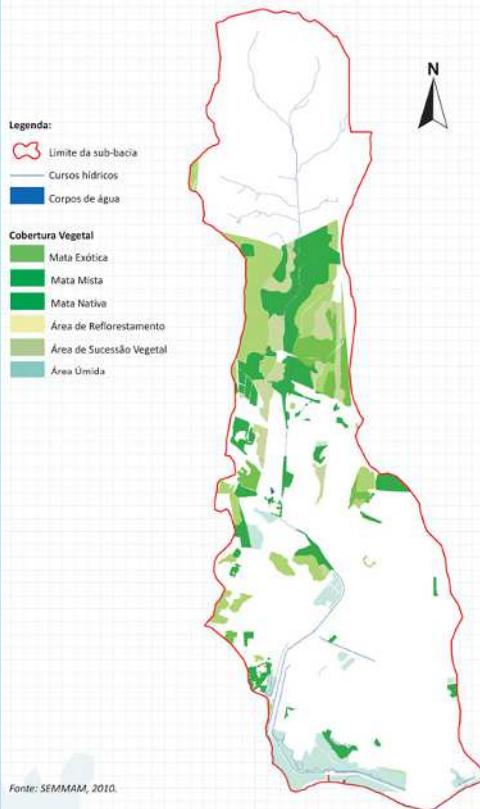 N
Legenda:
Limite da sub-bacia
Cursos hídricos
Corpos de água
Cobertura Vegetal
Mata Exótica
Mata Mista
Mata Nativa
Área de Reflorestamento
Área de Sucessão Vegetal
Área Úmida
Fonte: SEMMAM, 2010.